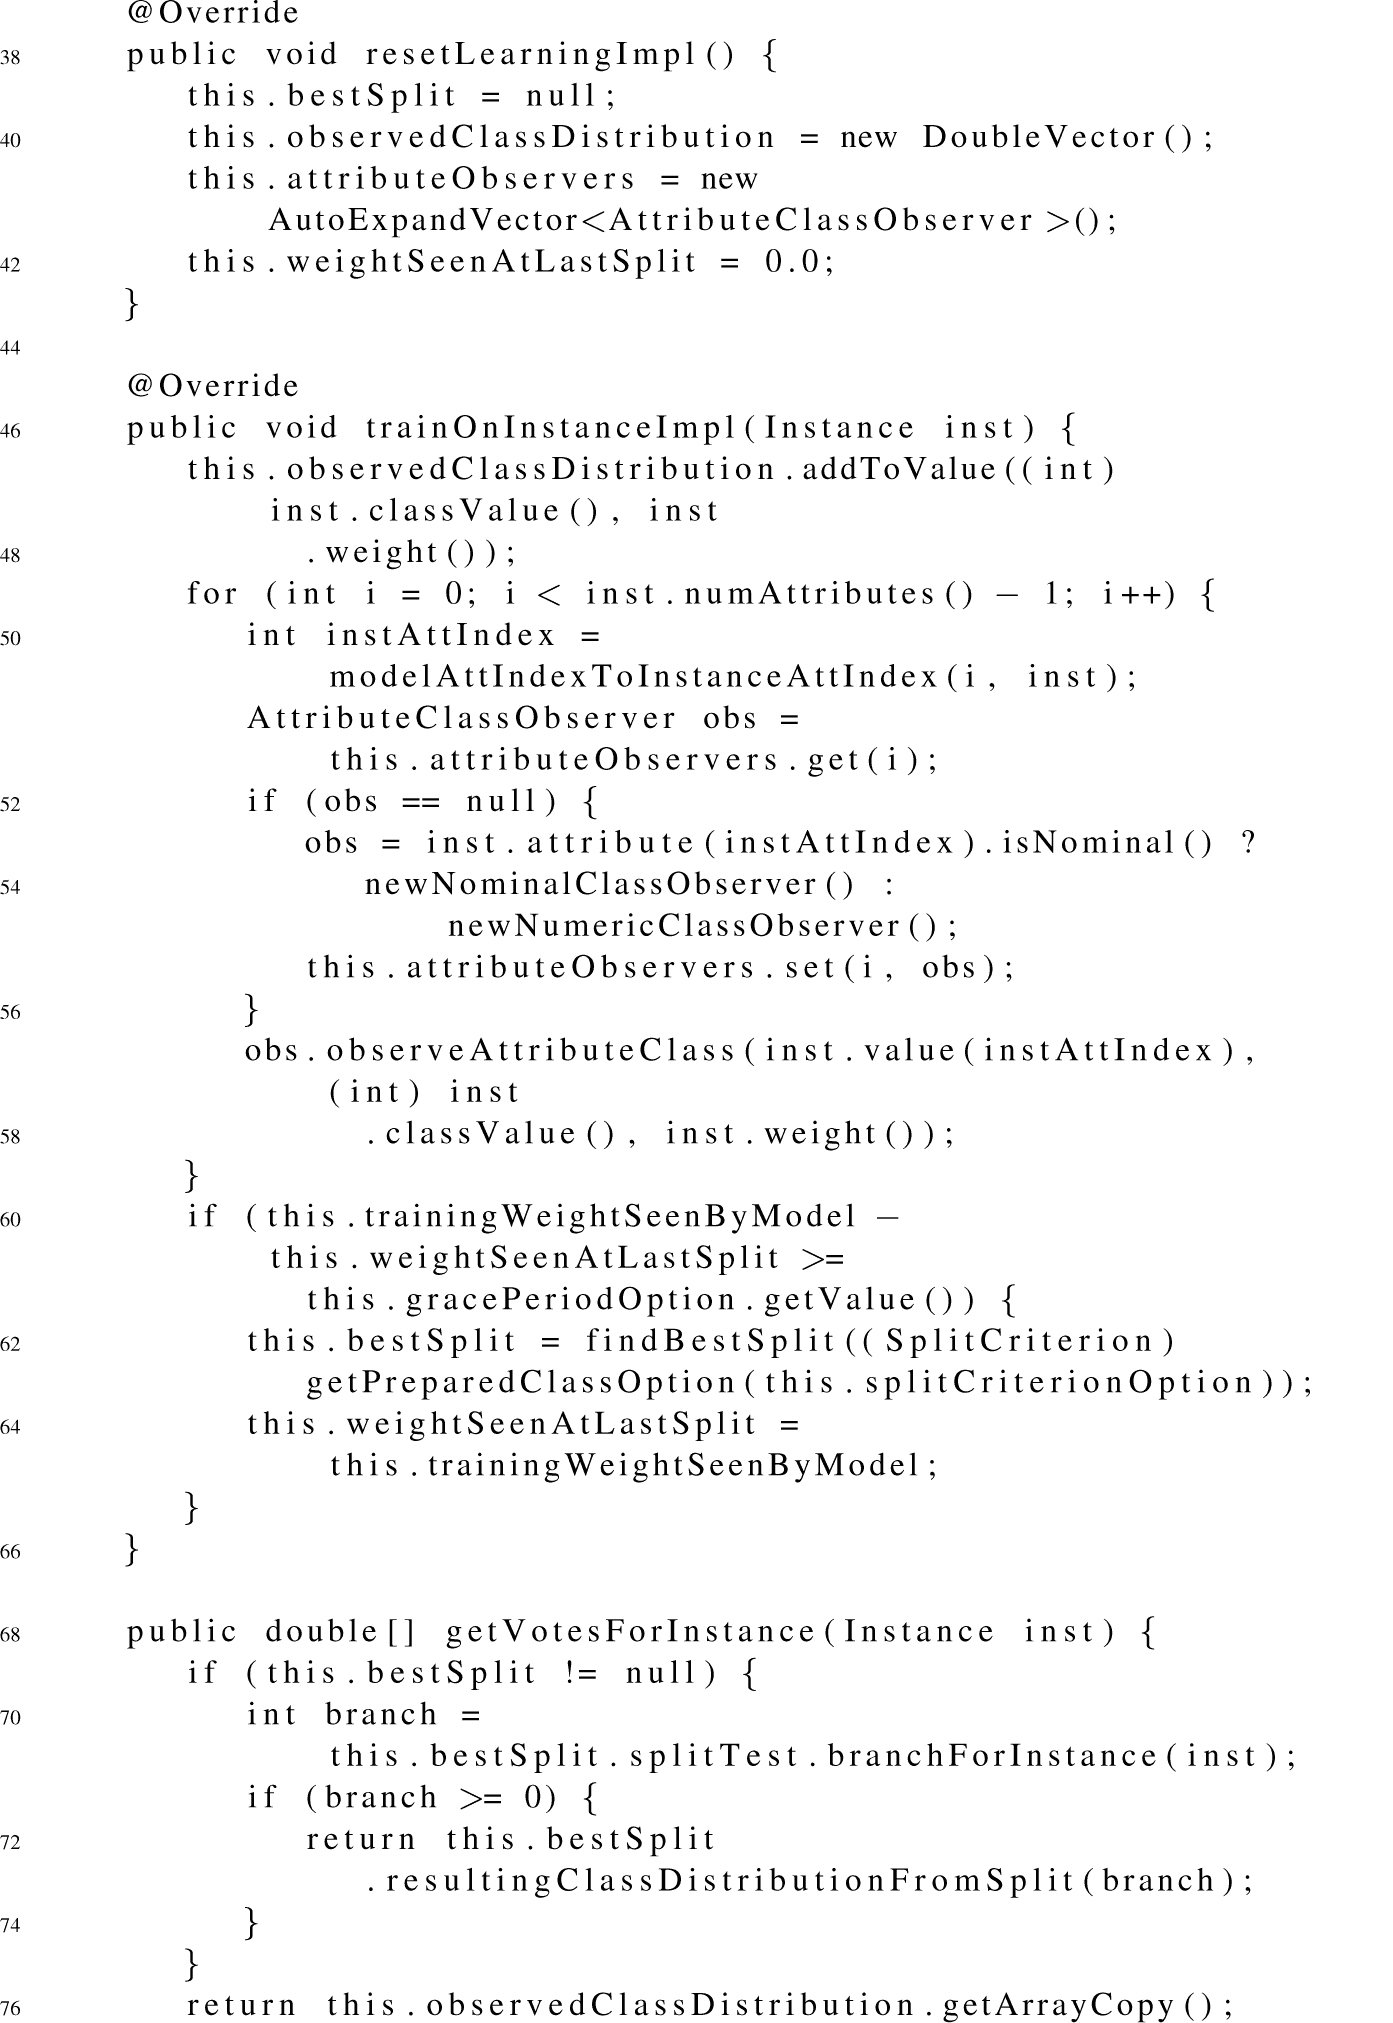 @Override
38 public void resetLearningImpl() {
this.bestSplit = null;
40 this.observedClassDistribution = new DoubleVector();
this.attributeObservers = new
AutoExpandVector<AttributeClassObserver>();
42 this.weightSeenAtLastSplit = 0.0;
}
44
@Override
46 public void trainOnInstanceImpl(Instance inst) {
this.observedClassDistribution.addToValue((int)
inst.classValue(), inst
48 .weight());
for (int i = 0; i < inst.numAttributes() − 1; i++) {
50 int instAttIndex =
modelAttIndexToInstanceAttIndex(i, inst);
AttributeClassObserver obs =
this.attributeObservers.get(i);
52 if (obs == null) {
obs = inst.attribute(instAttIndex).isNominal() ?
54 newNominalClassObserver() :
newNumericClassObserver();
this.attributeObservers.set(i, obs);
56 }
obs.observeAttributeClass(inst.value(instAttIndex),
(int) inst
58 .classValue(), inst.weight());
}
60 if (this.trainingWeightSeenByModel −
this.weightSeenAtLastSplit >=
this.gracePeriodOption.getValue()) {
62 this.bestSplit = findBestSplit((SplitCriterion)
getPreparedClassOption(this.splitCriterionOption));
64 this.weightSeenAtLastSplit =
this.trainingWeightSeenByModel;
}
66 }
68 public double[] getVotesForInstance(Instance inst) {
if (this.bestSplit != null) {
70 int branch =
this.bestSplit.splitTest.branchForInstance(inst);
if (branch >= 0) {
72 return this.bestSplit
.resultingClassDistributionFromSplit(branch);
74 }
}
76 return this.observedClassDistribution.getArrayCopy();